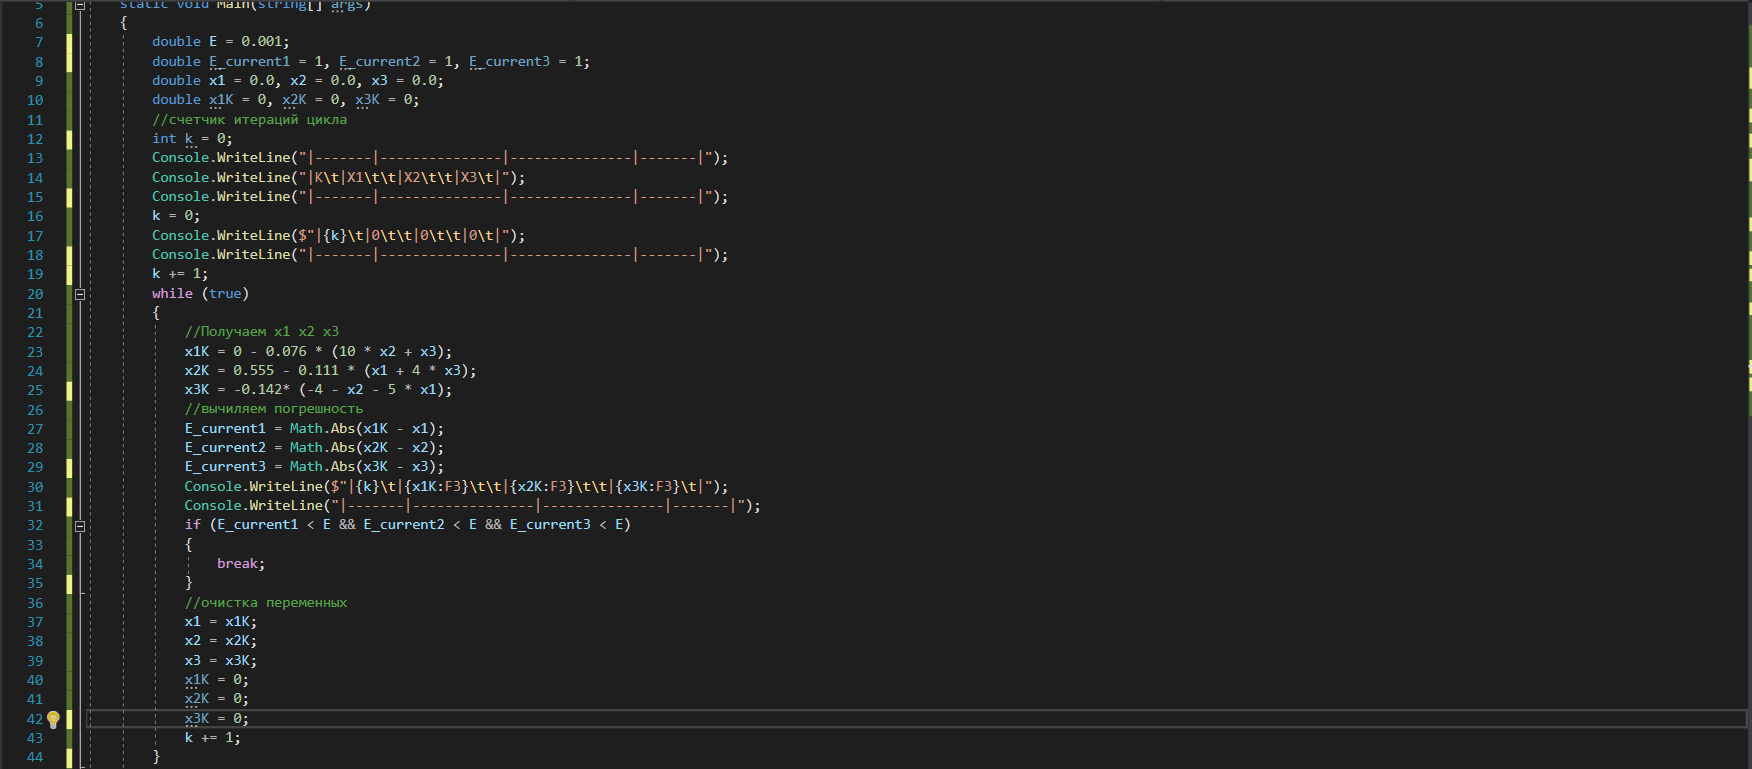 5 static void Main(string[] args)
6 {
7 double E = 0.001;
8 double E_current1 = 1, E_current2 = 1, E_current3 = 1;
9 double x1 = 0.0, x2 = 0.0, x3 = 0.0;
10 double x1K = 0, x2K = 0, x3K = 0;
11 //счетчик итераций цикла
12 int k = 0;
13 Console.WriteLine("|-------|---------------|---------------|-------|");
14 Console.WriteLine("|K\t|X1\t\t|X2\t\t|X3\t|");
15 Console.WriteLine("|-------|---------------|---------------|-------|");
16 k = 0;
17 Console.WriteLine($"|{k}\t|0\t\t|0\t\t|0\t|");
18 Console.WriteLine("|-------|---------------|---------------|-------|");
19 k += 1;
20 while (true)
21 {
22 //Получаем x1 x2 x3
23 x1K = 0 - 0.076 * (10 * x2 + x3);
24 x2K = 0.555 - 0.111 * (x1 + 4 * x3);
25 x3K = -0.142* (-4 - x2 - 5 * x1);
26 //вычиляем погрешность
27 E_current1 = Math.Abs(x1K - x1);
28 E_current2 = Math.Abs(x2K - x2);
29 E_current3 = Math.Abs(x3K - x3);
30 Console.WriteLine($"|{k}\t|{x1K:F3}\t\t|{x2K:F3}\t\t|{x3K:F3}\t|");
31 Console.WriteLine("|-------|---------------|---------------|-------|");
32 if (E_current1 < E && E_current2 < E && E_current3 < E)
33 {
34 break;
35 }
36 //очистка переменных
37 x1 = x1K;
38 x2 = x2K;
39 x3 = x3K;
40 x1K = 0;
41 x2K = 0;
42 x3K = 0;
43 k += 1;
44 }